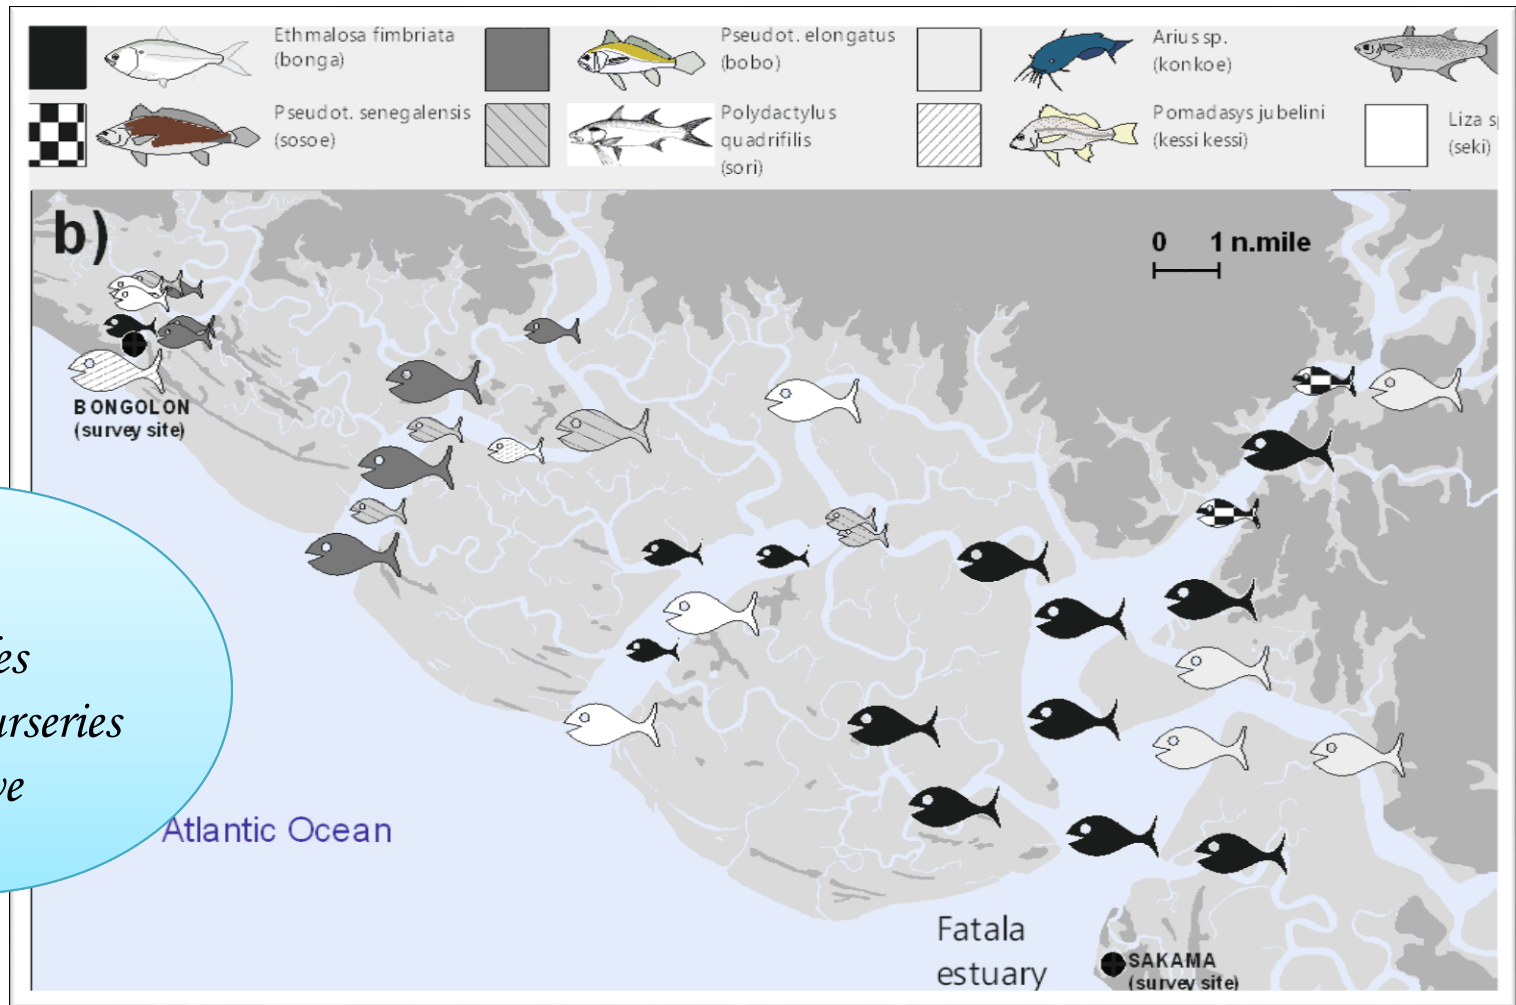 Ethmalosa fimbriata
(bonga)
Pseudot. elongatus
(bobo)
Arius sp.
(konkoe)
Pseudot. senegalensis
(sosoe)
Polydactylus
quadrifilis
(sori)
Pomadasys jubelini
(kessi kessi)
Liza
(seki)
b)
0 1 n.mile
BONGOLON
(survey site)
Atlantic Ocean
Fatala
estuary
SAKAMA
(survey site)